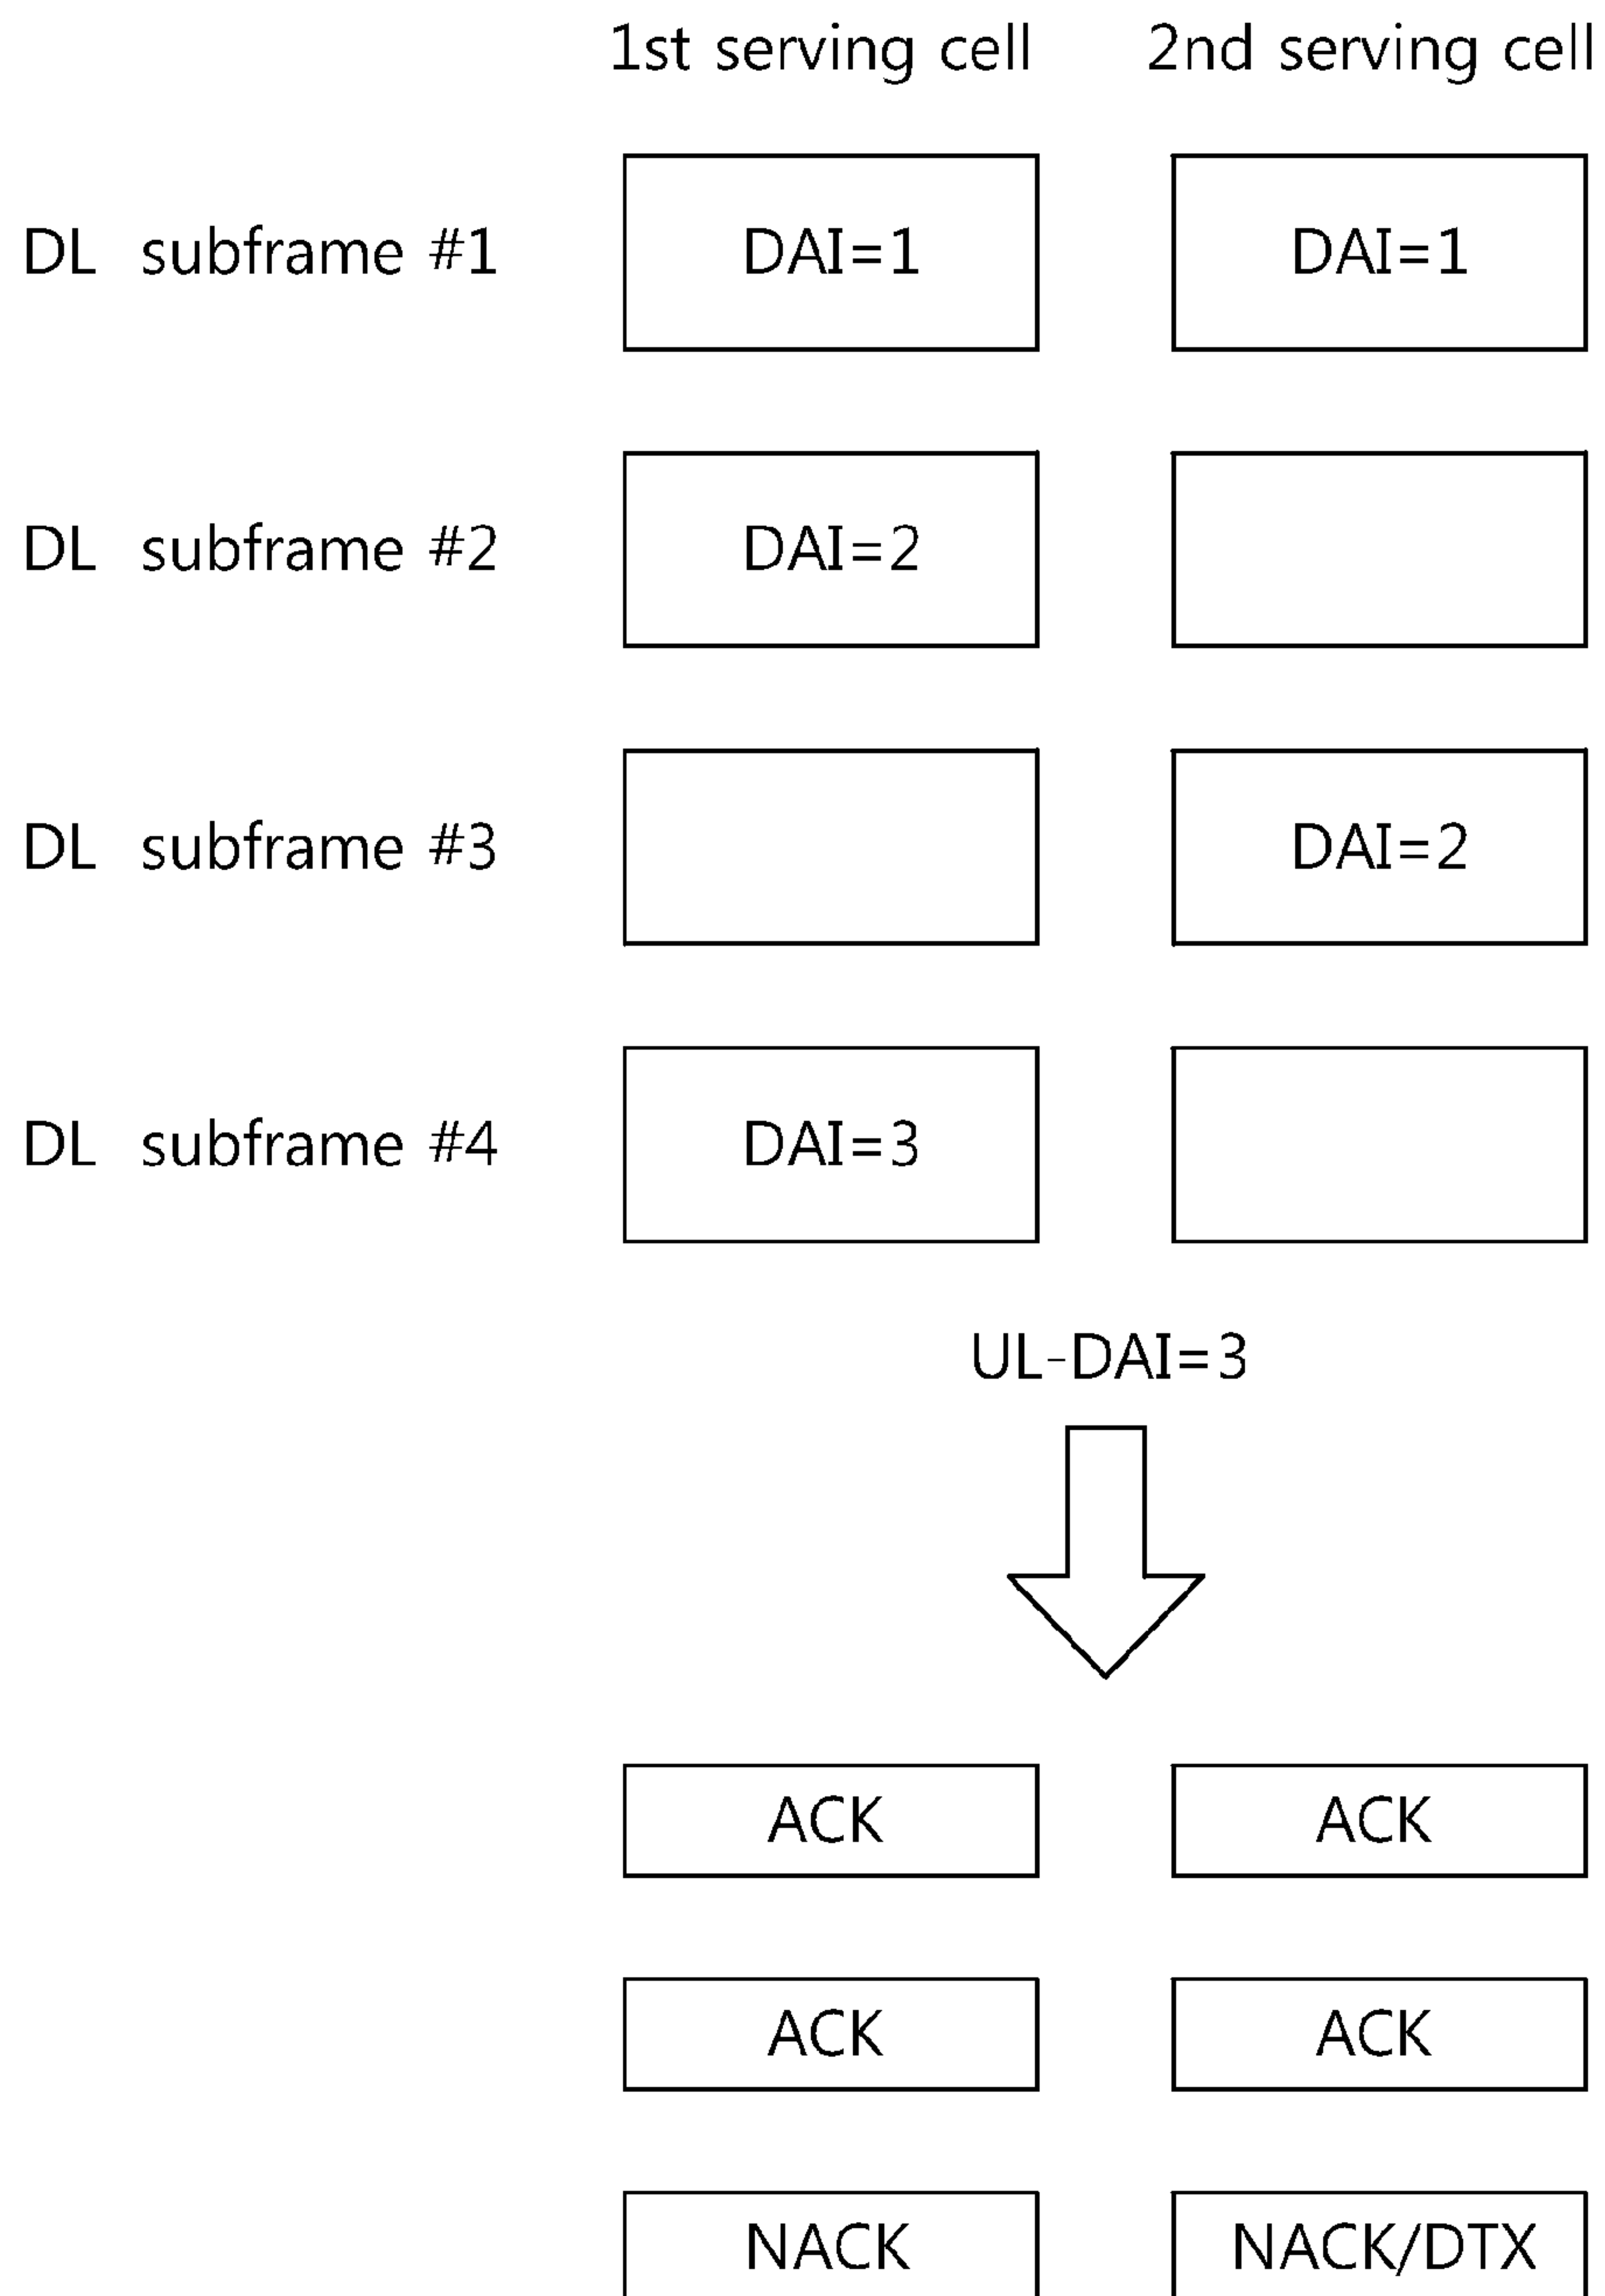 1st serving cell 2nd serving cell
DL subframe #1 DAI=1 DAI=1
DL subframe #2 DAI=2
DL subframe #3 DAI=2
DL subframe #4 DAI=3
UL-DAI=3
ACK ACK
ACK ACK
NACK NACK/DTX